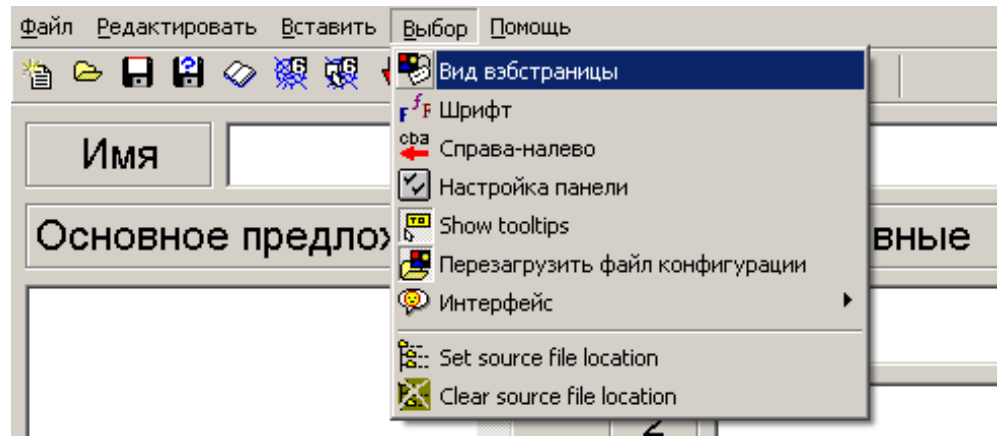 Файл Редактировать Вставить Выбор Помощь
Вид вэбстраницы
Шрифт
Справа-налево
Настройка панели
Show tooltips
Перезагрузить файл конфигурации
Интерфейс
Set source file location
Clear source file location
Имя
Основное
вные
2